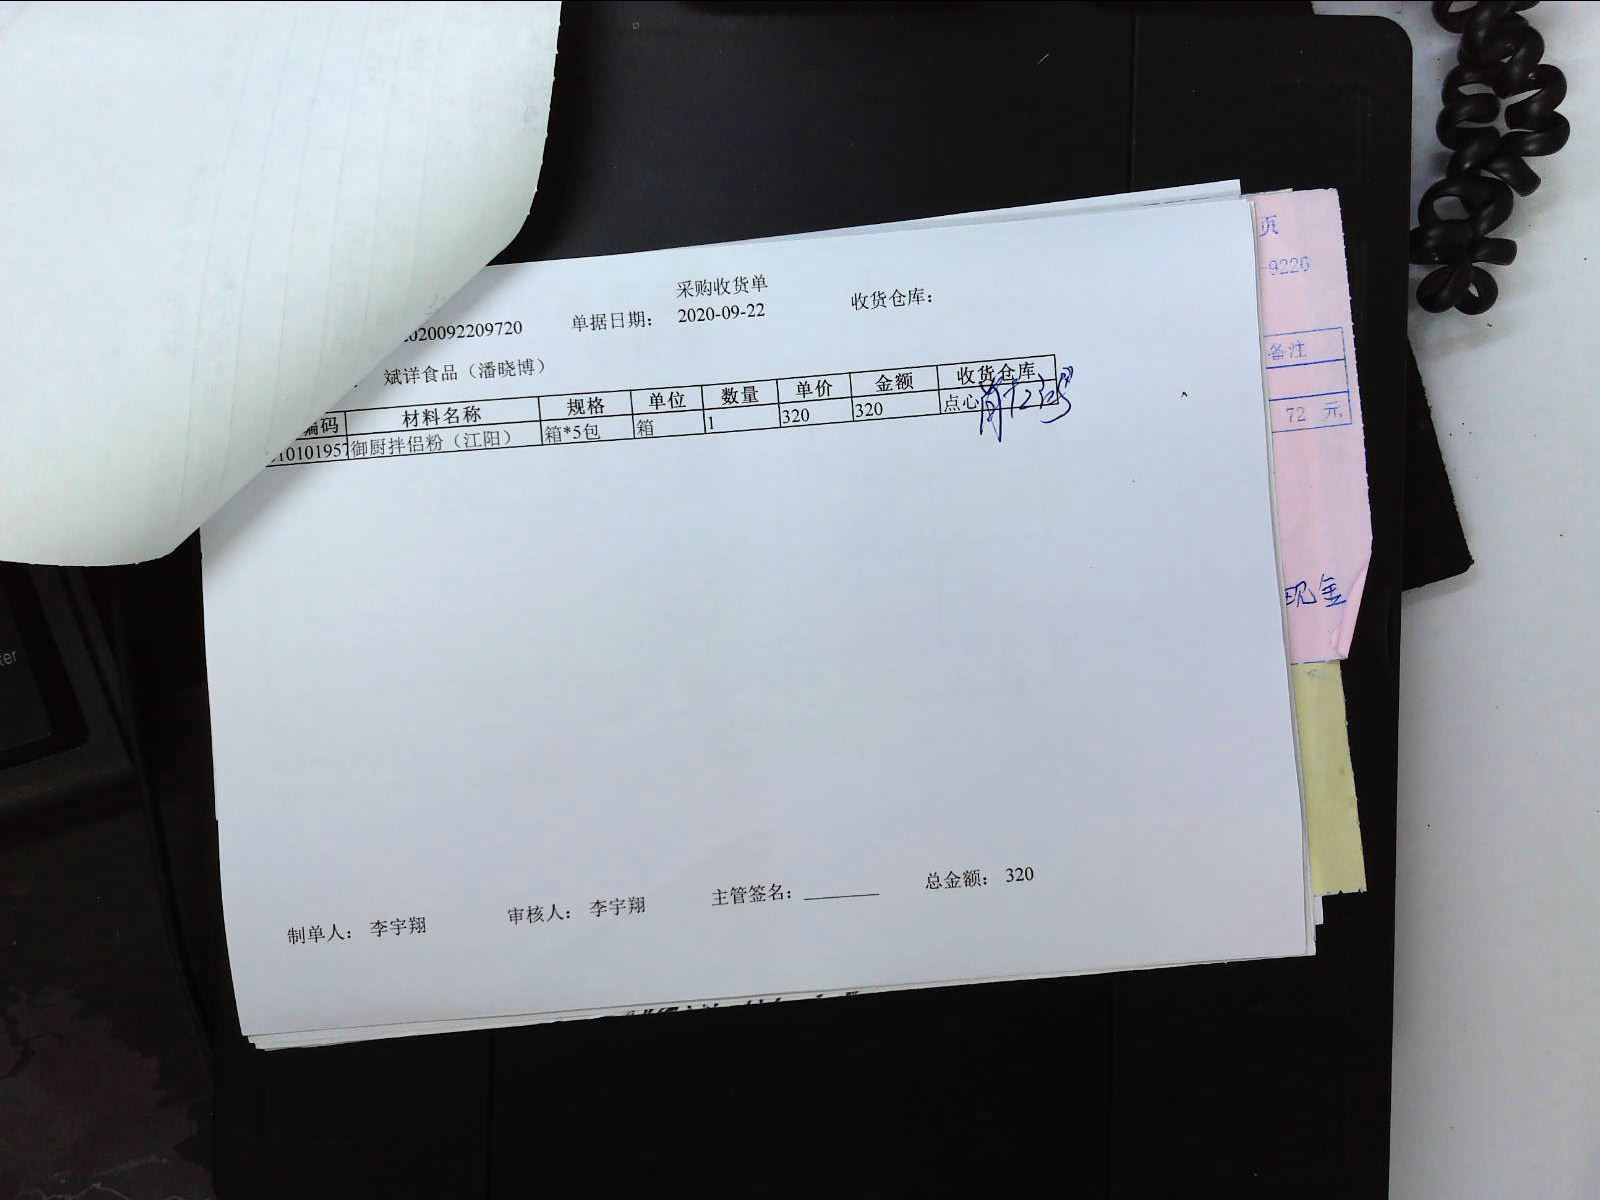 采购收货单
2020092209720 单据日期： 2020-09-22 收货仓库：
斌洋食品（潘晓博）
编码 材料名称 规格 单位 数量 单价 金额 收货仓库
10101957 御厨拌侣粉（江阳） 箱*5包 箱 1 320 320 点心
制单人： 李宇翔 审核人： 李宇翔 主管签名： 总金额： 320
页
-9226
备注
72 元
现金